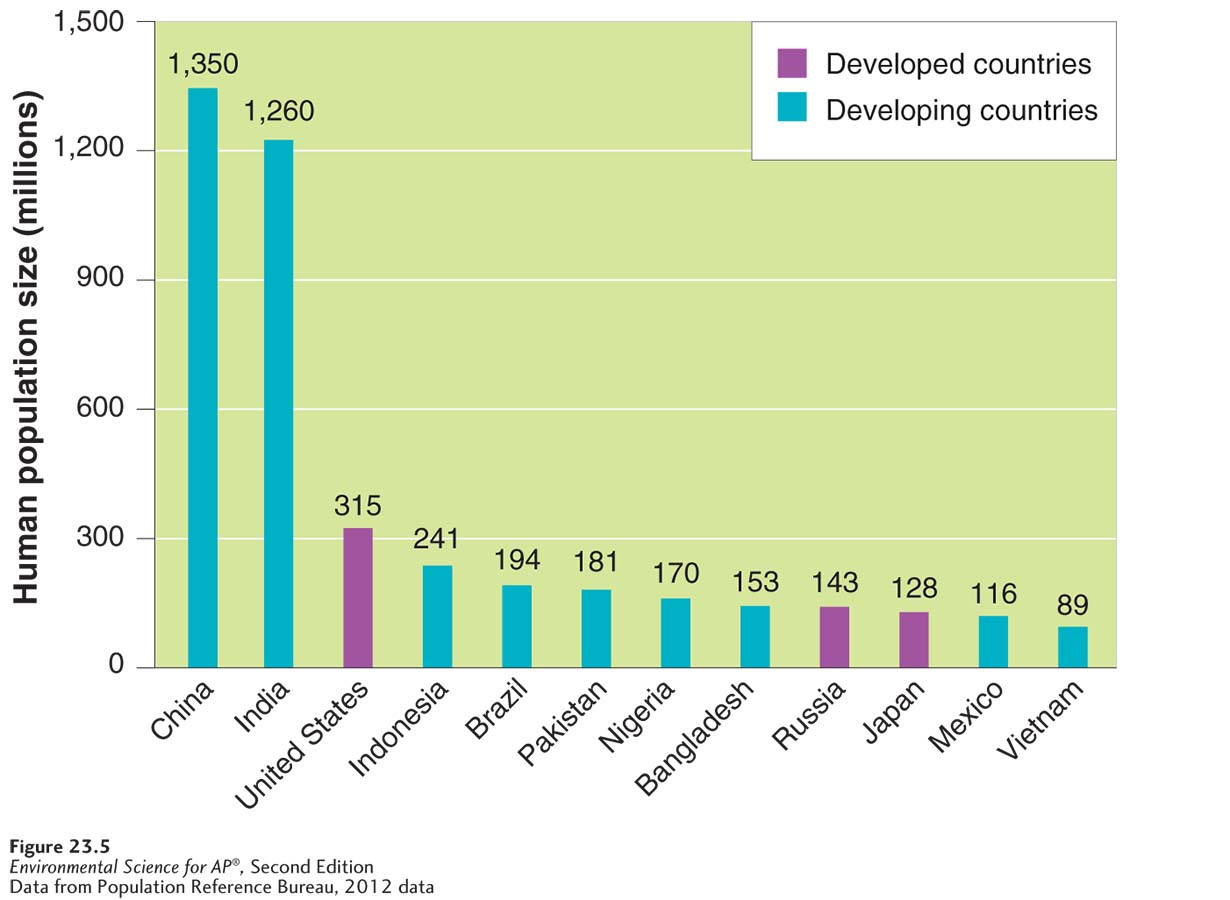 1,500
1,200
900
600
300
0
Human population size (millions)
Developed countries
Developing countries
1,350
1,260
315
241
194
181
170
153
143
128
116
89
China
India
United States
Indonesia
Brazil
Pakistan
Nigeria
Bangladesh
Russia
Japan
Mexico
Vietnam
Figure 23.5
Environmental Science for AP®, Second Edition
Data from Population Reference Bureau, 2012 data